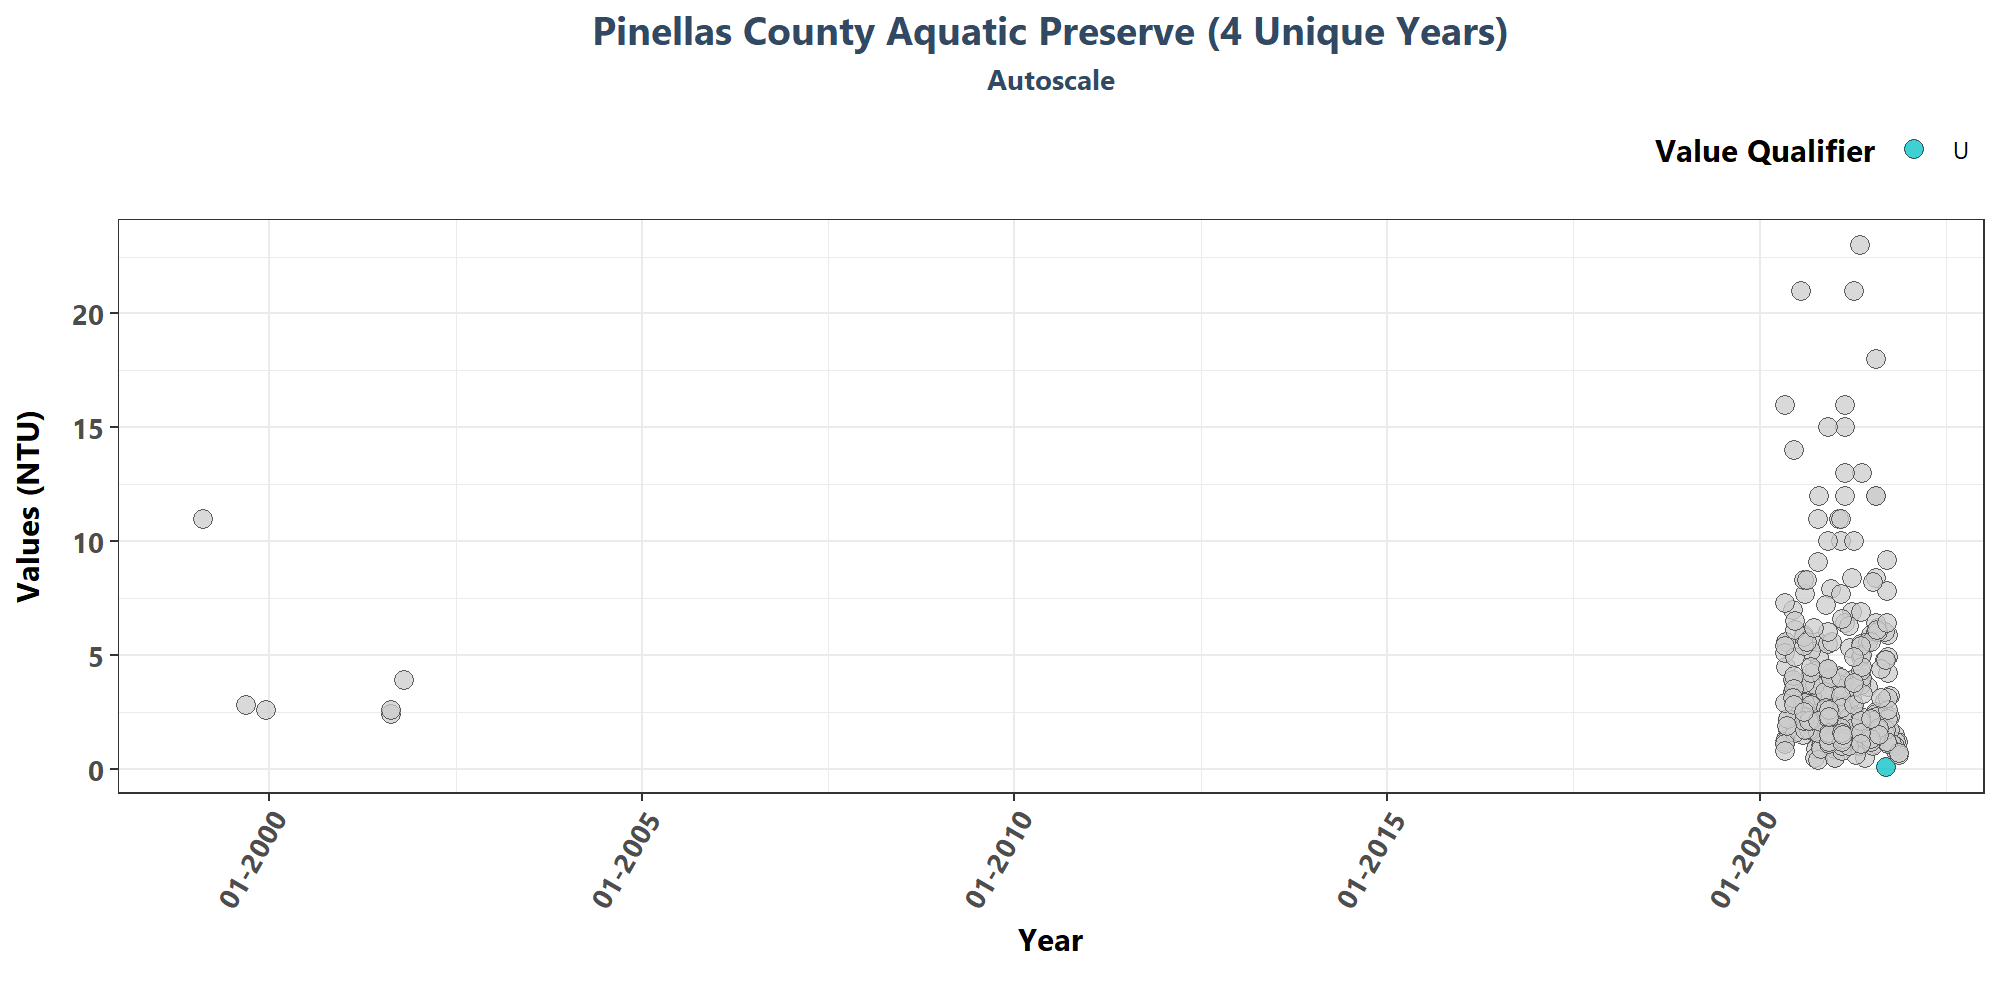 Pinellas County Aquatic Preserve (4 Unique Years)
Autoscale
Value Qualifier
U
Values (NTU)
20
15
10
5
0
01-2000
01-2005
01-2010
01-2015
01-2020
Year